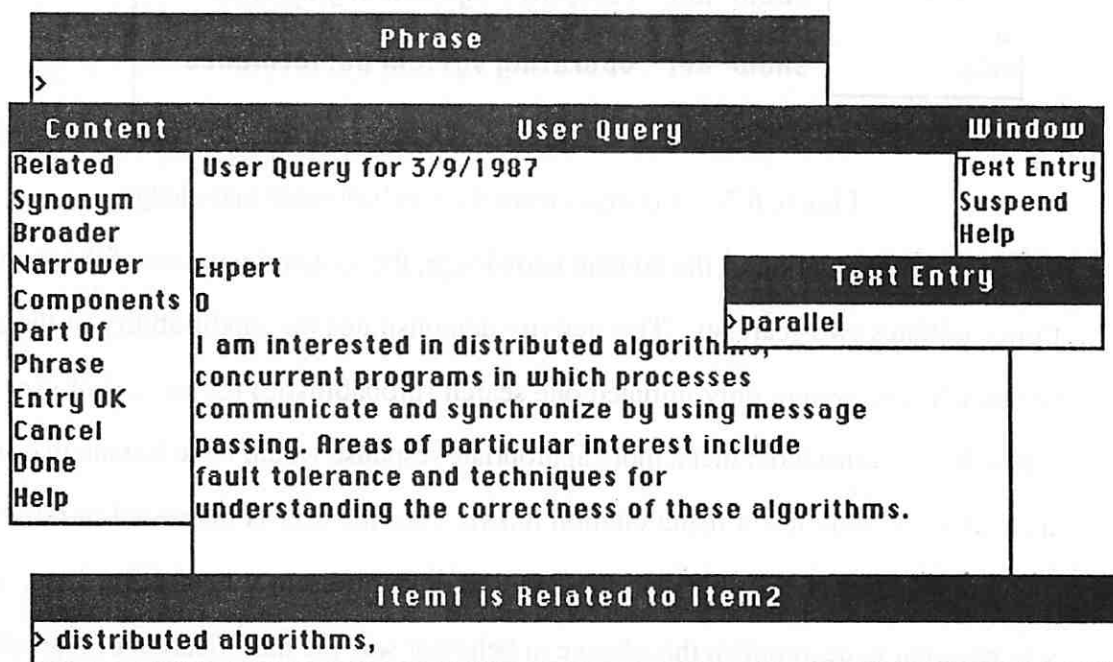 Phrase
>
Content
User Query
Window
Related
Synonym
Broader
Narrower
Components
Part Of
Phrase
Entry OK
Cancel
Done
Help
User Query for 3/9/1987
Expert
0
I am interested in distributed algorithms,
concurrent programs in which processes
communicate and synchronize by using message
passing. Areas of particular interest include
fault tolerance and techniques for
understanding the correctness of these algorithms.
Text Entry
Suspend
Help
Text Entry
>parallel
Item1 is Related to Item2
> distributed algorithms,